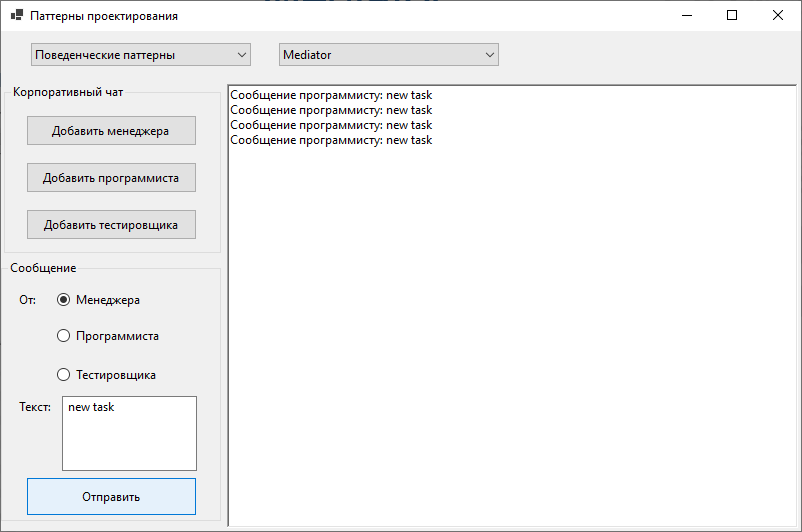 Паттерны проектирования
Поведенческие паттерны
Mediator
Корпоративный чат
Добавить менеджера
Добавить программиста
Добавить тестировщика
Сообщение
От:
Менеджера
Программиста
Тестировщика
Текст:
new task
Отправить
Сообщение программисту: new task
Сообщение программисту: new task
Сообщение программисту: new task
Сообщение программисту: new task